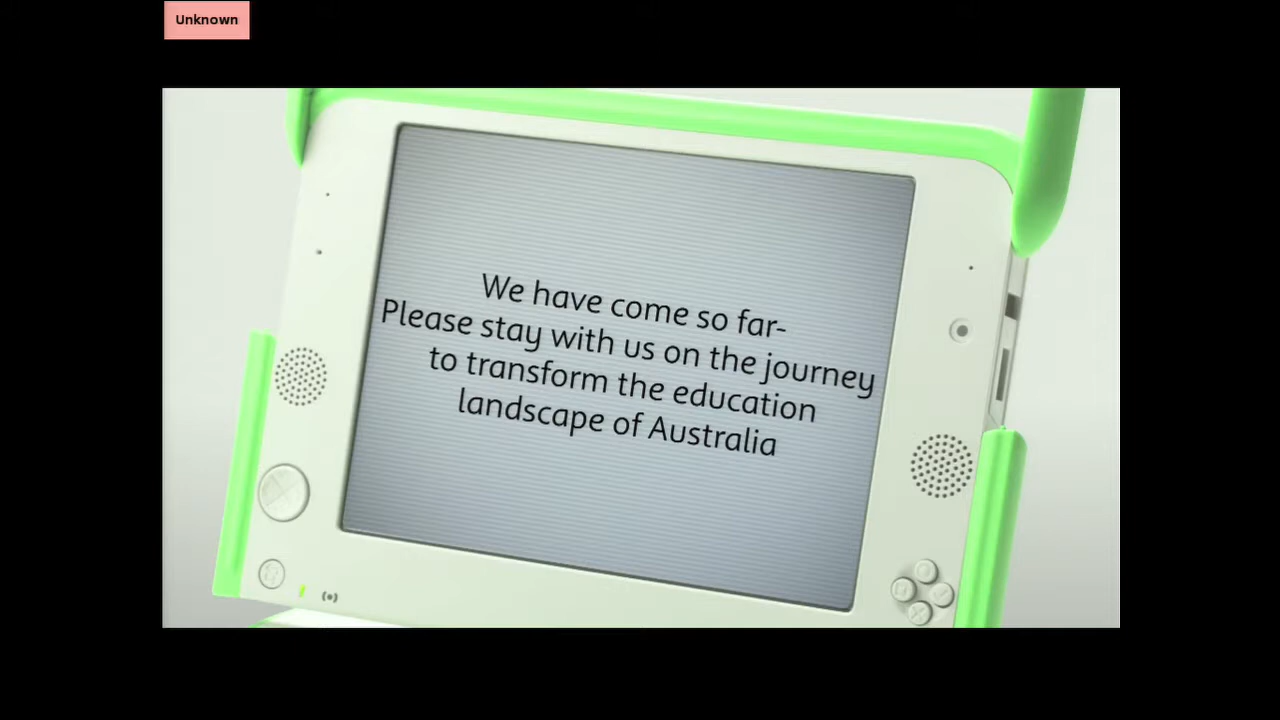 Unknown
We have come so far-
Please stay with us on the journey
to transform the education
landscape of Australia